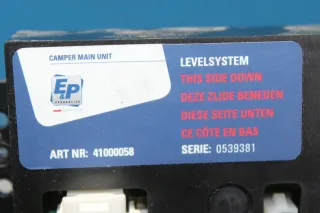 CAMPER MAIN UNIT
E&P
HYDRAULICS
ART NR: 41000058
LEVELSYSTEM
THIS SIDE DOWN
DEZE ZIJDE BENEDEN
DIESE SEITE UNTEN
CE CÔTE EN BAS
SERIE: 0539381